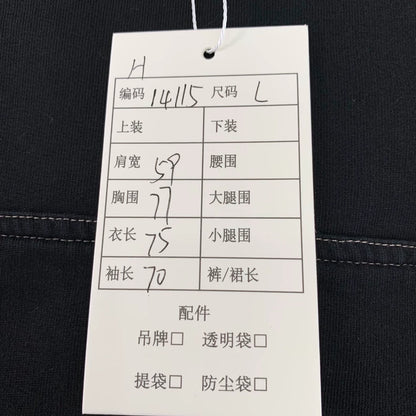 H
编码 14115 尺码 L
上装 下装
肩宽 59 腰围
胸围 77 大腿围
衣长 75 小腿围
袖长 70 裤/裙长
配件
吊牌□ 透明袋□
提袋□ 防尘袋□